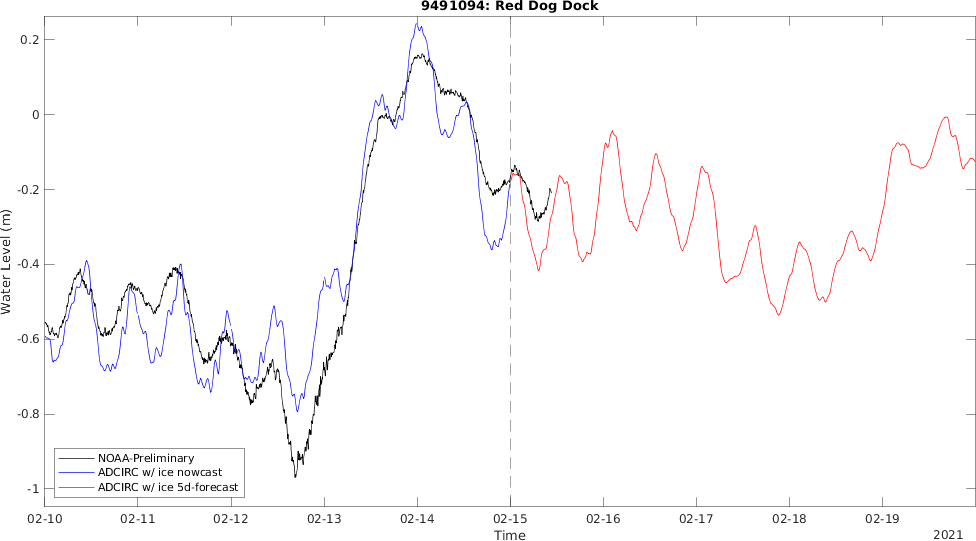 9491094: Red Dog Dock
Water Level (m)
0.2
0
-0.2
-0.4
-0.6
-0.8
-1
NOAA-Preliminary
ADCIRC w/ ice nowcast
ADCIRC w/ ice 5d-forecast
02-10 02-11 02-12 02-13 02-14 02-15 02-16 02-17 02-18 02-19
Time
2021